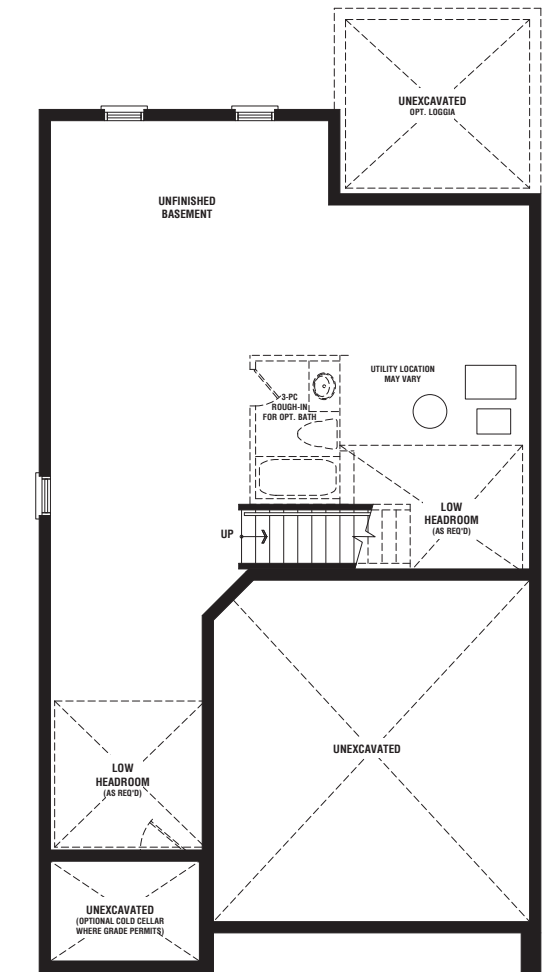 UNEXCAVATED
OPT. LOGGIA
UNFINISHED
BASEMENT
UTILITY LOCATION
MAY VARY
3-PC
ROUGH-IN
FOR OPT. BATH
LOW
HEADROOM
(AS REQ'D)
UP
UNEXCAVATED
LOW
HEADROOM
(AS REQ'D)
UNEXCAVATED
(OPTIONAL COLD CELLAR
WHERE GRADE PERMITS)